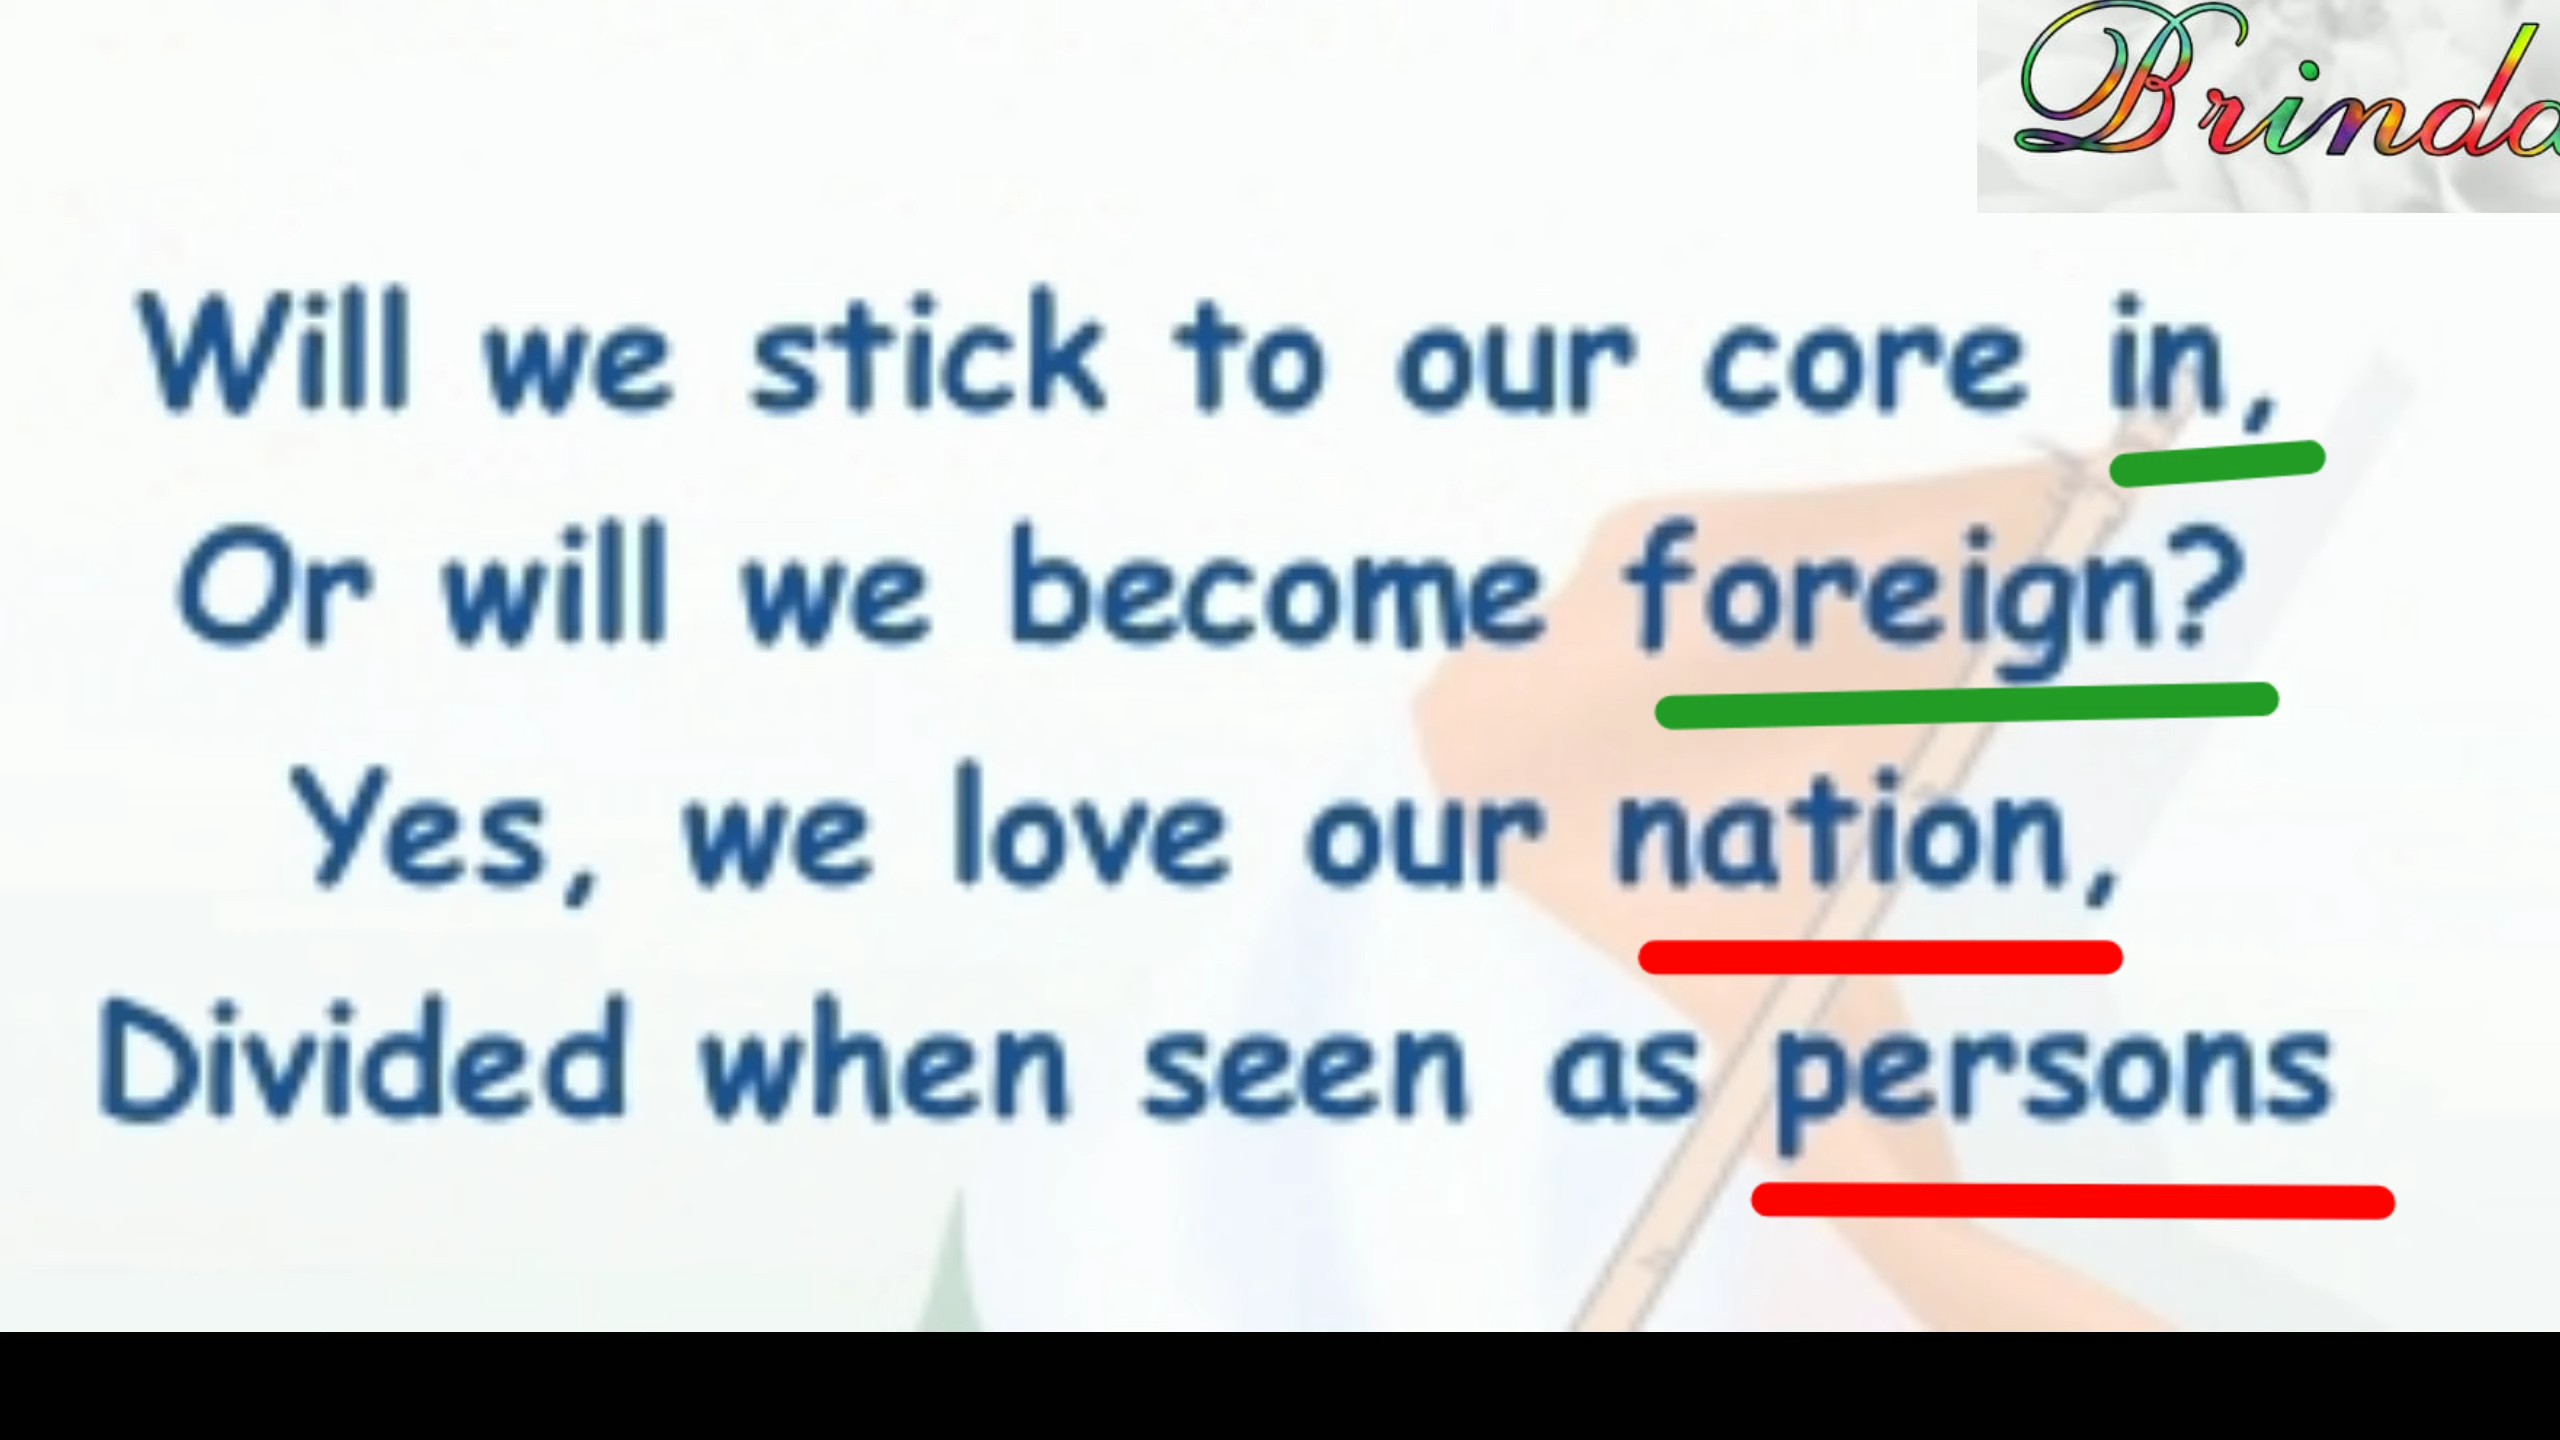 Brinda
Will we stick to our core in,
Or will we become foreign?
Yes, we love our nation,
Divided when seen as persons